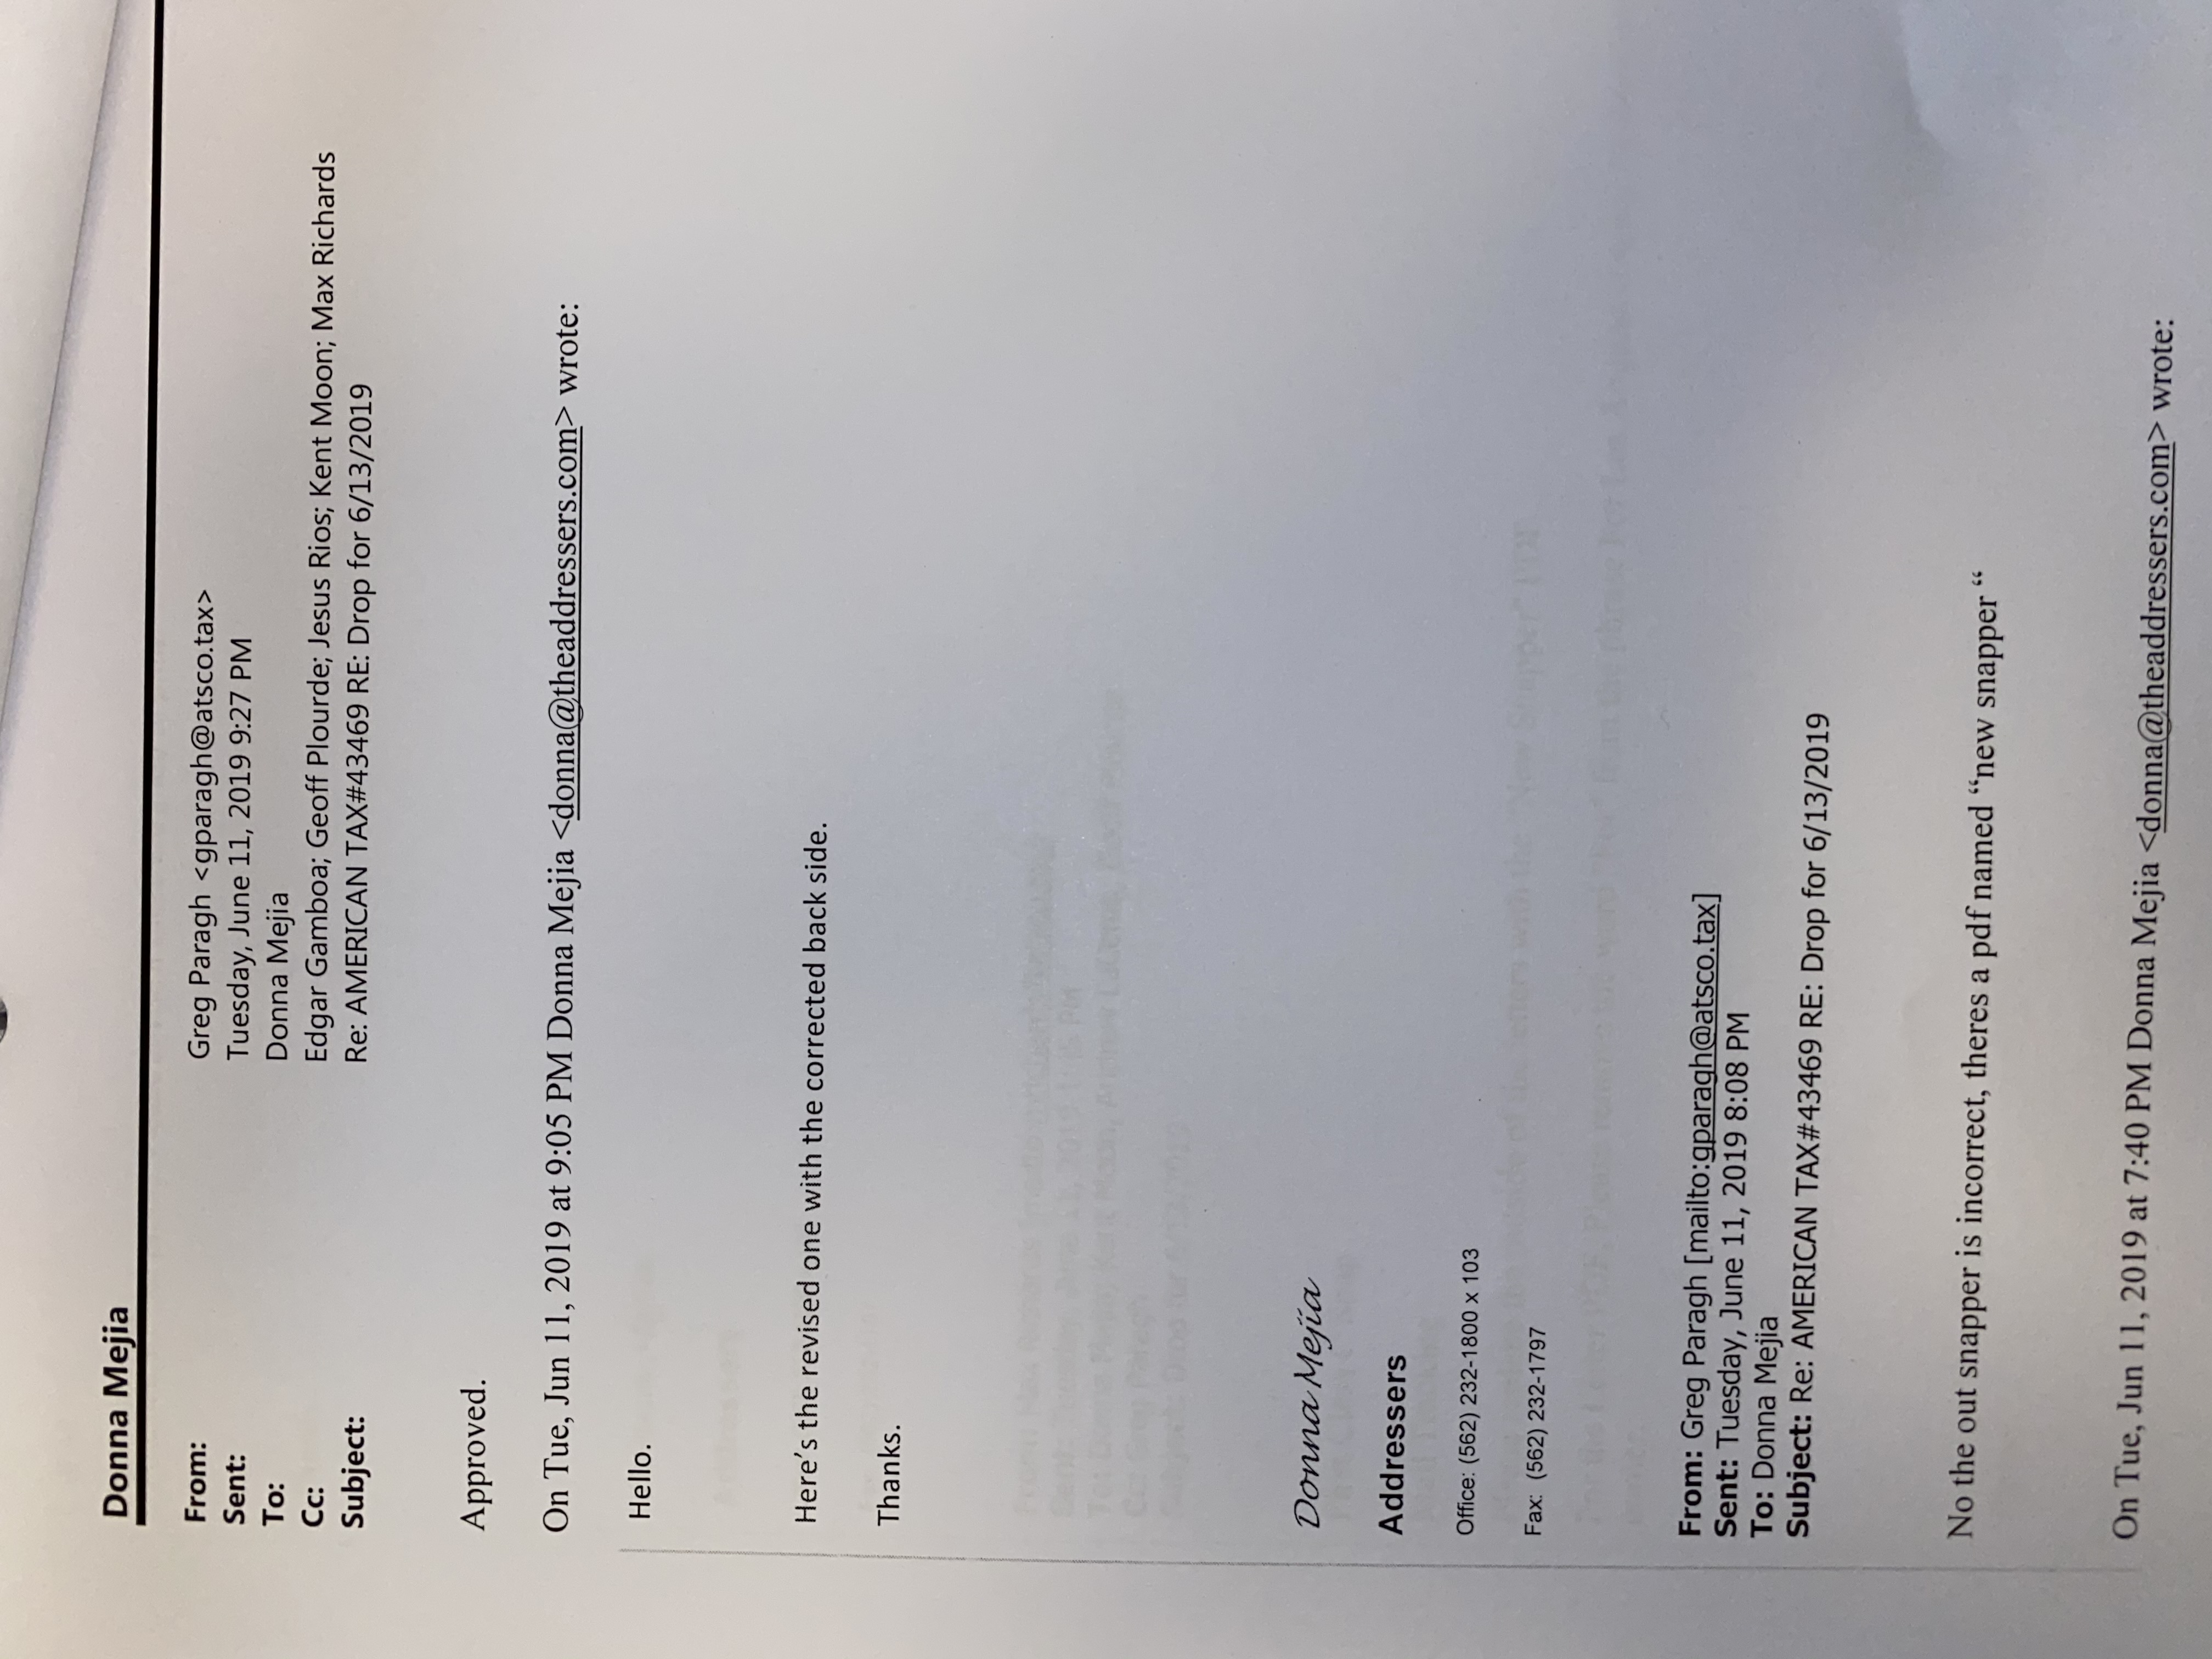 Donna Mejia
From: Greg Paragh <gparagh@atsco.tax>
Sent: Tuesday, June 11, 2019 9:27 PM
To: Donna Mejia
Cc: Edgar Gamboa; Geoff Plourde; Jesus Rios; Kent Moon; Max Richards
Subject: Re: AMERICAN TAX#43469 RE: Drop for 6/13/2019
Approved.
On Tue, Jun 11, 2019 at 9:05 PM Donna Mejia <donna@theaddressers.com> wrote:
Hello.
Here's the revised one with the corrected back side.
Thanks.
Donna Mejia
Addressers
Office: (562) 232-1800 x 103
Fax: (562) 232-1797
From: Greg Paragh [mailto:gparagh@atsco.tax]
Sent: Tuesday, June 11, 2019 8:08 PM
To: Donna Mejia
Subject: Re: AMERICAN TAX#43469 RE: Drop for 6/13/2019
No the out snapper is incorrect, theres a pdf named “new snapper “
On Tue, Jun 11, 2019 at 7:40 PM Donna Mejia <donna@theaddressers.com> wrote: